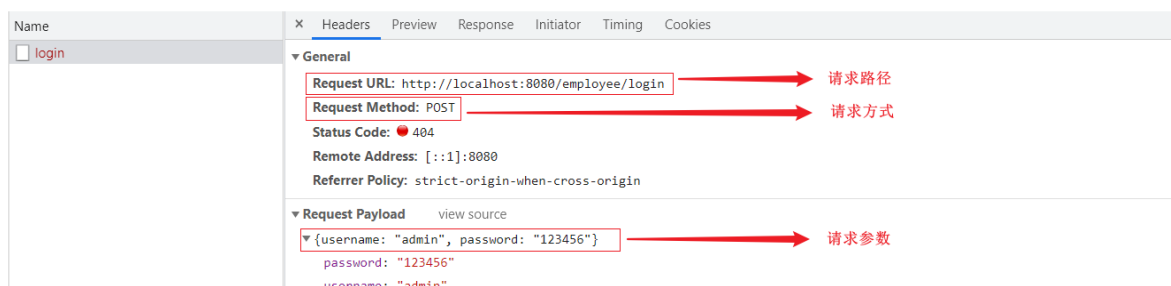 Name
× Headers Preview Response Initiator Timing Cookies
login
▼ General
Request URL: http://localhost:8080/employee/login
请求路径
Request Method: POST
请求方式
Status Code: 404
Remote Address: [::1]:8080
Referrer Policy: strict-origin-when-cross-origin
▼ Request Payload view source
▼ {username: "admin", password: "123456"}
请求参数
password: "123456"
username: "admin"